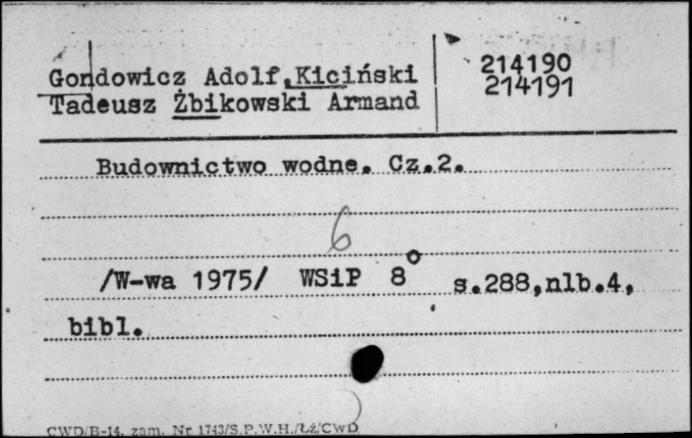 Gondowicz Adolf,Kiciński
Tadeusz Żbikowski Armand
214190
214191
Budownictwo wodne. Cz.2.
6
/W-wa 1975/ WSiP 8° s.288,nlb.4,
bibl.
CWD/B-14. zam. Nr 1743/S.P.W.H./Łż/CWD